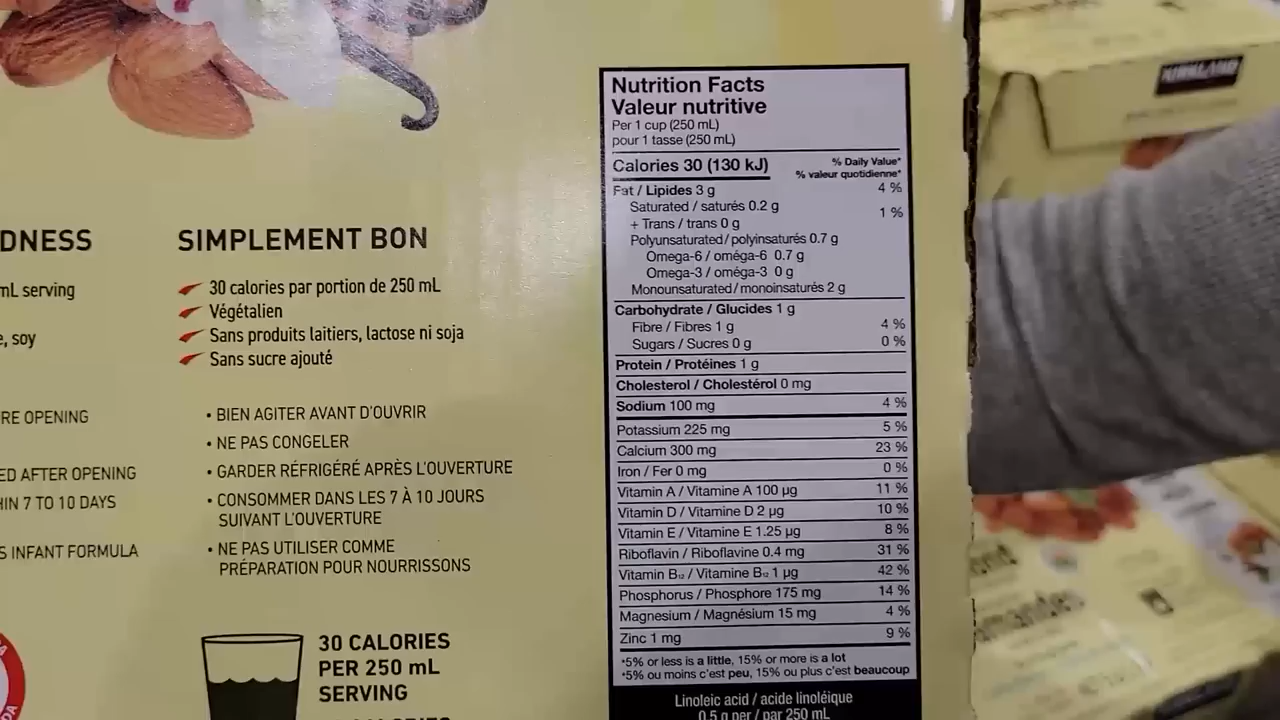 DNESS
mL serving
e, soy
RE OPENING
ED AFTER OPENING
HIN 7 TO 10 DAYS
S INFANT FORMULA
SIMPLEMENT BON
30 calories par portion de 250 mL
Végétalien
Sans produits laitiers, lactose ni soja
Sans sucre ajouté
• BIEN AGITER AVANT D'OUVRIR
• NE PAS CONGELER
• GARDER RÉFRIGÉRÉ APRÈS L'OUVERTURE
• CONSOMMER DANS LES 7 À 10 JOURS
SUIVANT L'OUVERTURE
• NE PAS UTILISER COMME
PRÉPARATION POUR NOURRISSONS
30 CALORIES
PER 250 mL
SERVING
Nutrition Facts
Valeur nutritive
Per 1 cup (250 mL)
pour 1 tasse (250 mL)
Calories 30 (130 kJ)
% Daily Value*
% valeur quotidienne*
Fat / Lipides 3 g 4 %
Saturated / saturés 0.2 g
+ Trans / trans 0 g 1 %
Polyunsaturated / polyinsaturés 0.7 g
Omega-6 / oméga-6 0.7 g
Omega-3 / oméga-3 0 g
Monounsaturated / monoinsaturés 2 g
Carbohydrate / Glucides 1 g
Fibre / Fibres 1 g 4 %
Sugars / Sucres 0 g 0 %
Protein / Protéines 1 g
Cholesterol / Cholestérol 0 mg
Sodium 100 mg 4 %
Potassium 225 mg 5 %
Calcium 300 mg 23 %
Iron / Fer 0 mg 0 %
Vitamin A / Vitamine A 100 µg 11 %
Vitamin D / Vitamine D 2 µg 10 %
Vitamin E / Vitamine E 1.25 µg 8 %
Riboflavin / Riboflavine 0.4 mg 31 %
Vitamin B₁₂ / Vitamine B₁₂ 1 µg 42 %
Phosphorus / Phosphore 175 mg 14 %
Magnesium / Magnésium 15 mg 4 %
Zinc 1 mg 9 %
*5% or less is a little, 15% or more is a lot
*5% ou moins c'est peu, 15% ou plus c'est beaucoup
Linoleic acid / acide linoléique
0.5 g per / par 250 mL
KIRKLAND
amandes